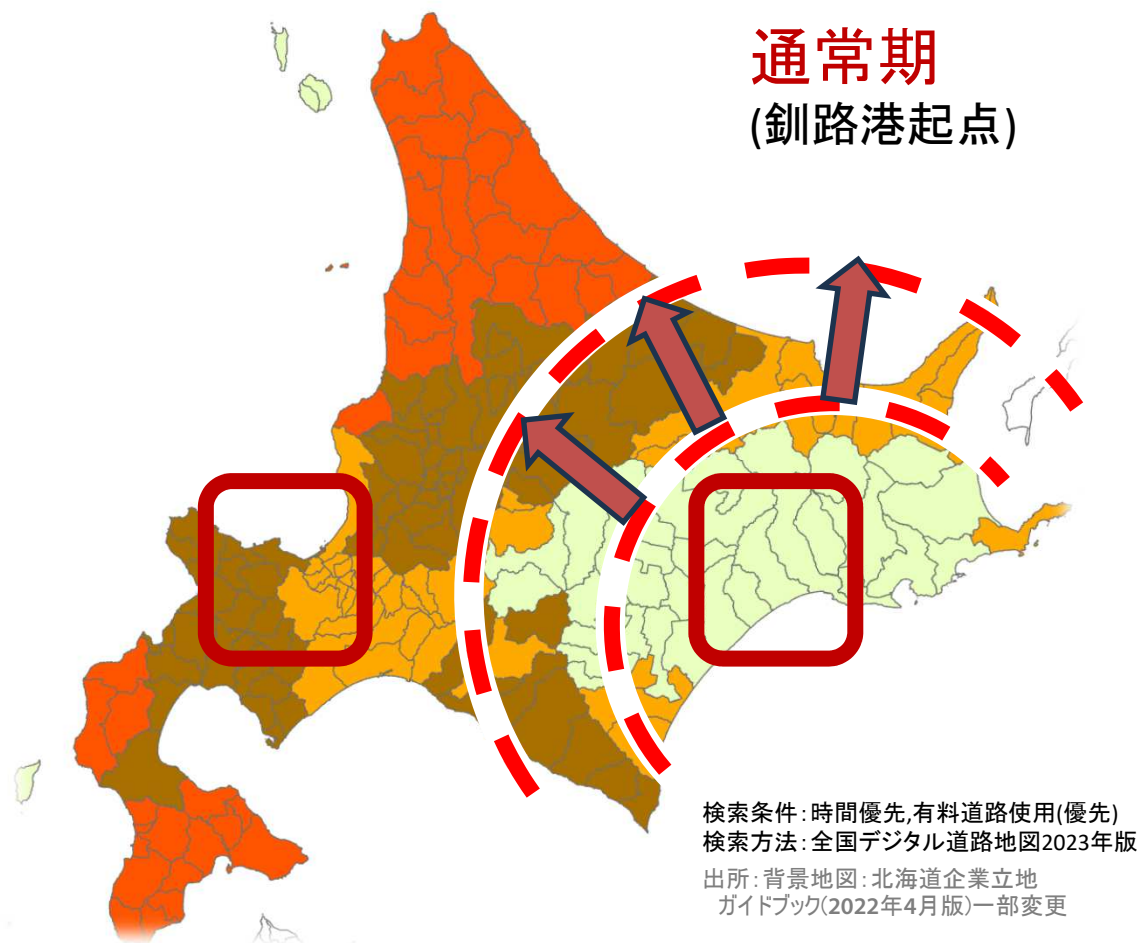 通常期
(釧路港起点)
検索条件：時間優先,有料道路使用(優先)
検索方法：全国デジタル道路地図2023年版
出所：背景地図：北海道企業立地
ガイドブック(2022年4月版)一部変更